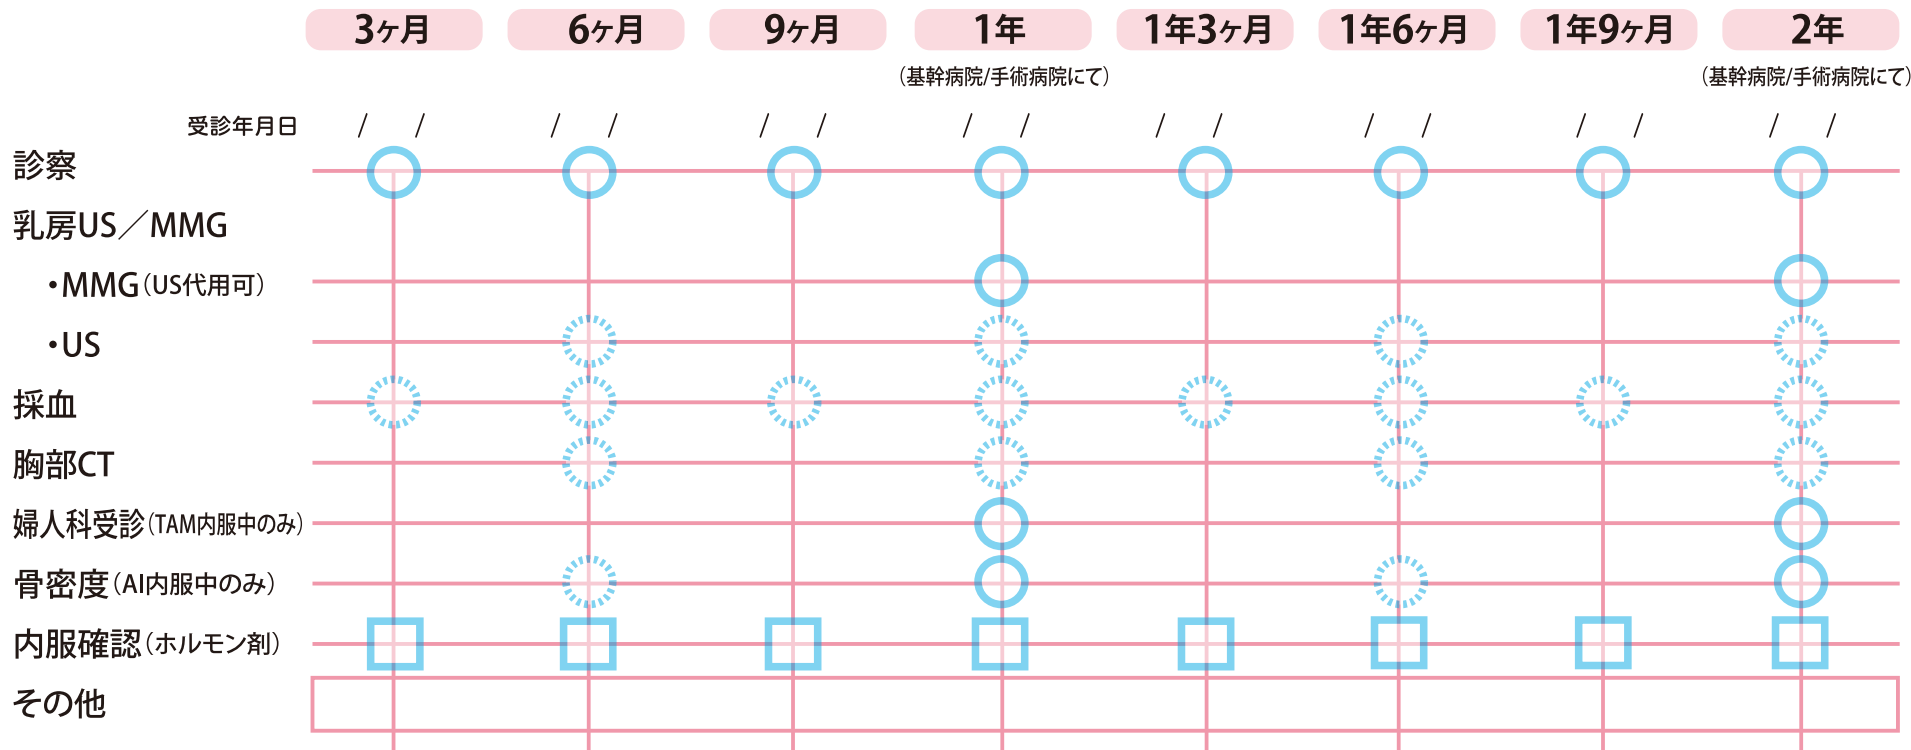 3ヶ月 6ヶ月 9ヶ月 1年 1年3ヶ月 1年6ヶ月 1年9ヶ月 2年
（基幹病院/手術病院にて） （基幹病院/手術病院にて）
受診年月日 / / / / / / / / / / / / / / / /
診察
乳房US／MMG
・MMG（US代用可）
・US
採血
胸部CT
婦人科受診（TAM内服中のみ）
骨密度（AI内服中のみ）
内服確認（ホルモン剤）
その他